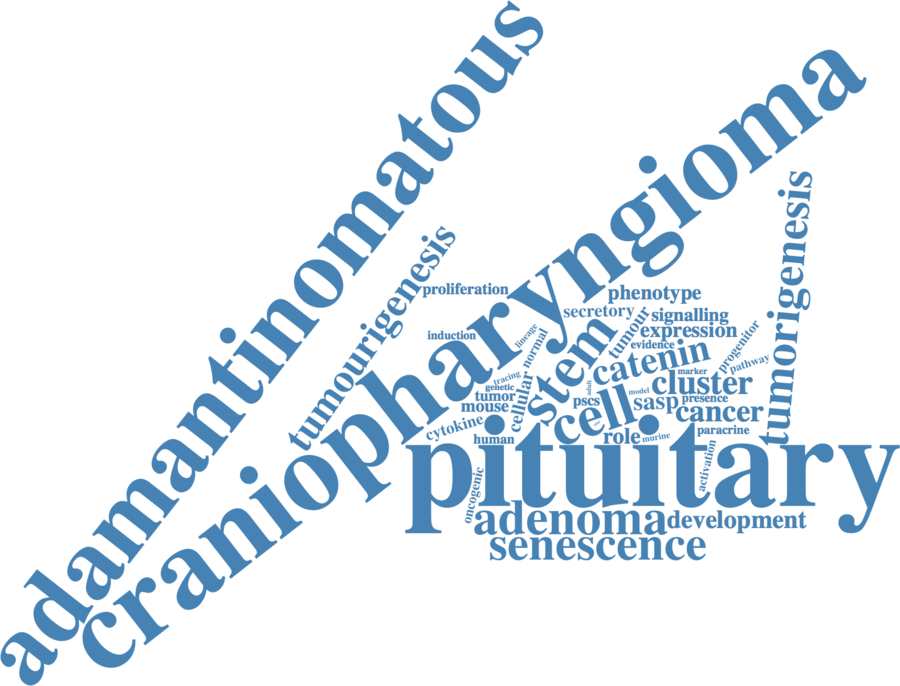 adamantinomatous
craniopharyngioma
tumourigenesis
tumorigenesis
proliferation
phenotype
secretory
signalling
tumour
expression
induction
lineage
normal
evidence
progenitor
stem
catenin
pathway
marker
tracing
genetic
cellular
adult
model
cluster
tumor
mouse
pscs
cell
sasp
presence
cancer
cytokine
human
role
murine
paracrine
pituitary
activation
oncogenic
adenoma
development
senescence